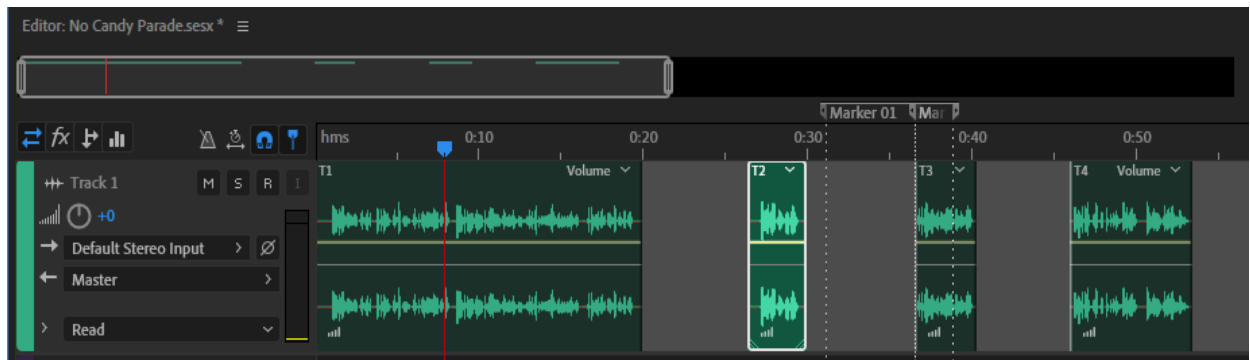 Editor: No Candy Parade.sesx *
Marker 01 Mar
hms 0:10 0:20 0:30 0:40 0:50
Track 1 M S R I
T1 Volume T2 T3 T4 Volume
+0
Default Stereo Input
Master
Read